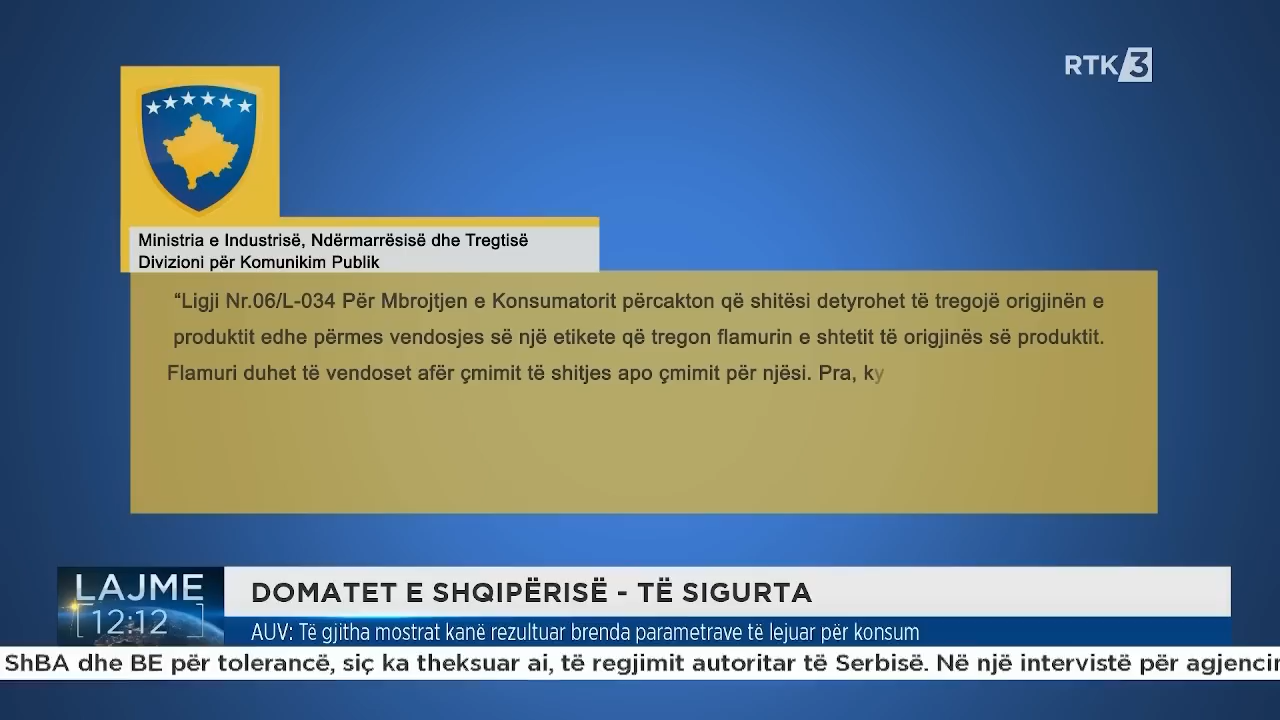 RTK 3
Ministria e Industrisë, Ndërmarrësisë dhe Tregtisë
Divizioni për Komunikim Publik
“Ligji Nr.06/L-034 Për Mbrojtjen e Konsumatorit përcakton që shitësi detyrohet të tregojë origjinën e
produktit edhe përmes vendosjes së një etikete që tregon flamurin e shtetit të origjinës së produktit.
Flamuri duhet të vendoset afër çmimit të shitjes apo çmimit për njësi. Pra, ky
LAJME
12:12
DOMATET E SHQIPËRISË - TË SIGURTA
AUV: Të gjitha mostrat kanë rezultuar brenda parametrave të lejuar për konsum
ShBA dhe BE për tolerancë, siç ka theksuar ai, të regjimit autoritar të Serbisë. Në një intervistë për agjencin